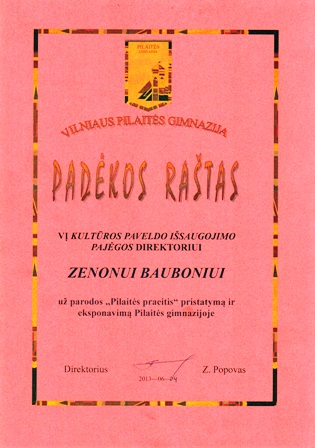 PILAITĖS
VILNIAUS PILAITĖS GIMNAZIJA
PADĖKOS RAŠTAS
VĮ KULTŪROS PAVELDO IŠSAUGOJIMO
PAJĖGOS DIREKTORIUI
ZENONUI BAUBONIUI
už parodos „Pilaitės praeitis“ pristatymą ir
eksponavimą Pilaitės gimnazijoje
Direktorius Z. Popovas
2013-06-04